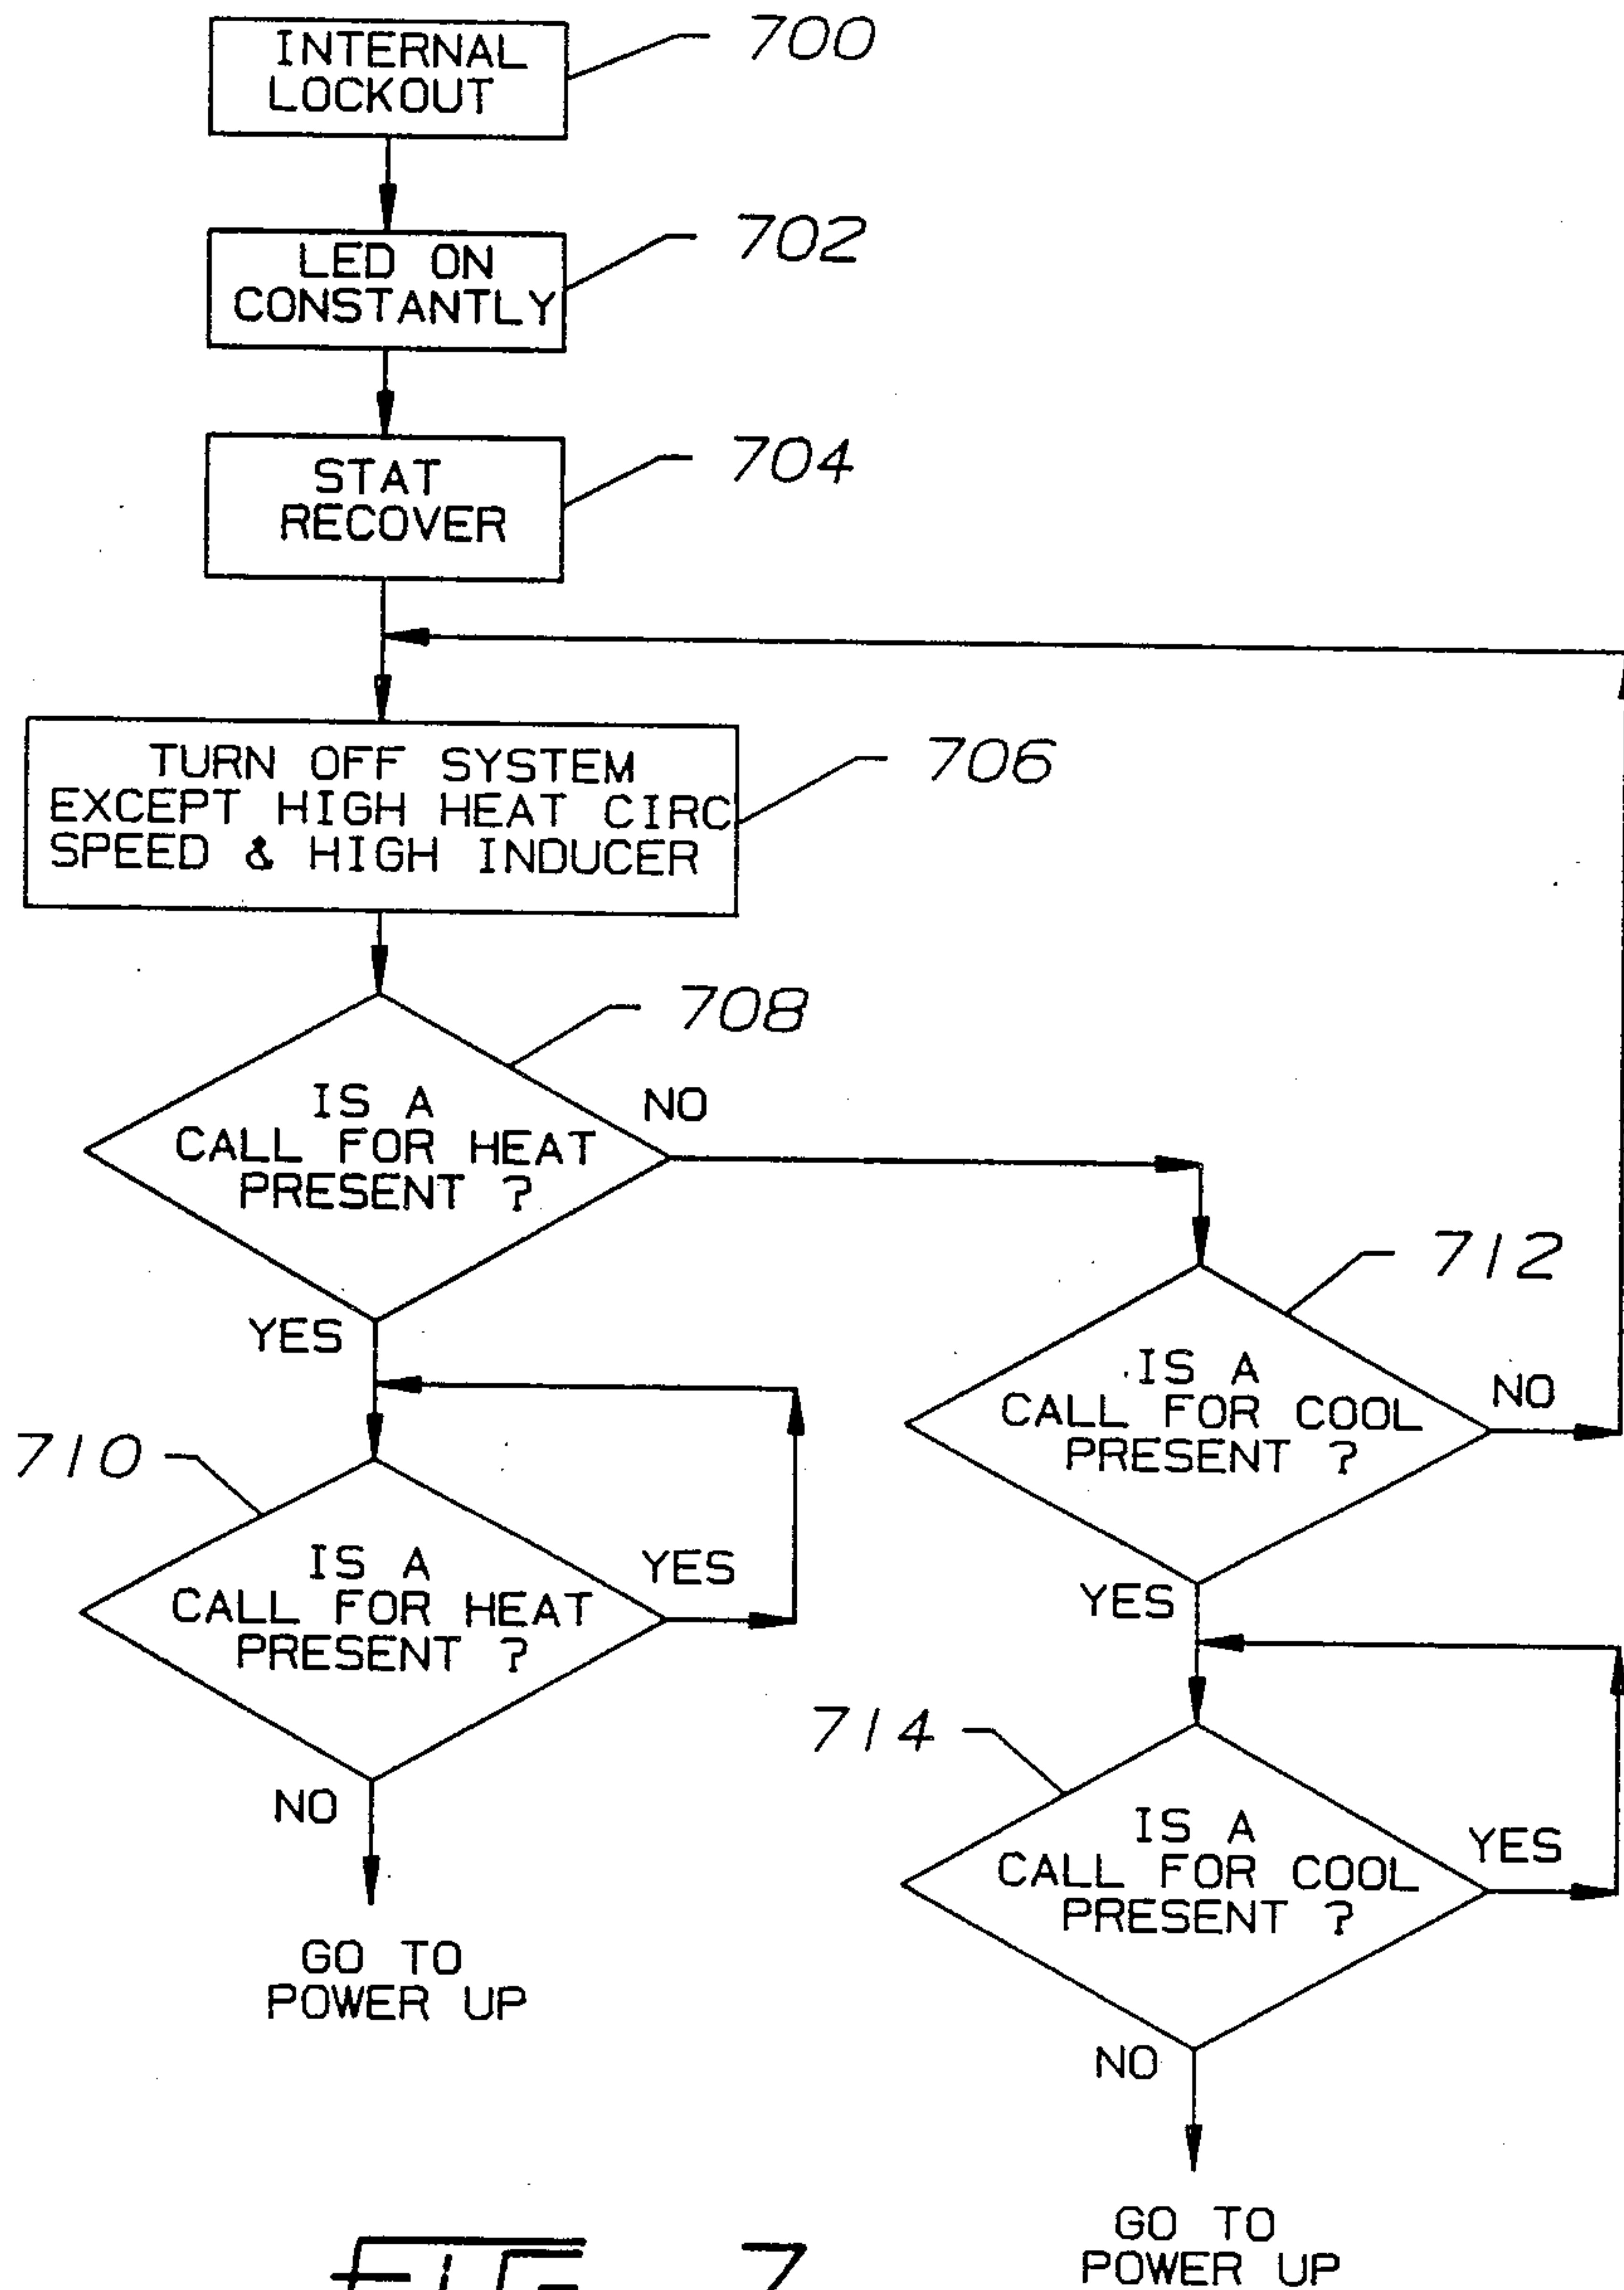 INTERNAL
LOCKOUT
700
LED ON
CONSTANTLY
702
STAT
RECOVER
704
TURN OFF SYSTEM
EXCEPT HIGH HEAT CIRC
SPEED & HIGH INDUCER
706
708
IS A
CALL FOR HEAT
PRESENT ?
NO
YES
712
IS A
CALL FOR COOL
PRESENT ?
NO
YES
710
IS A
CALL FOR HEAT
PRESENT ?
YES
NO
GO TO
POWER UP
714
IS A
CALL FOR COOL
PRESENT ?
YES
NO
GO TO
POWER UP
FIG 7